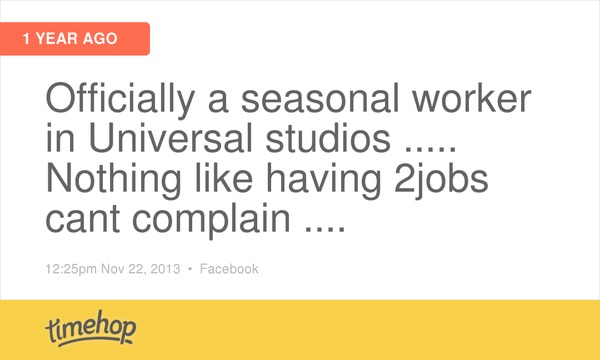 1 YEAR AGO
Officially a seasonal worker
in Universal studios .....
Nothing like having 2jobs
cant complain ....
12:25pm Nov 22, 2013 • Facebook
timehop